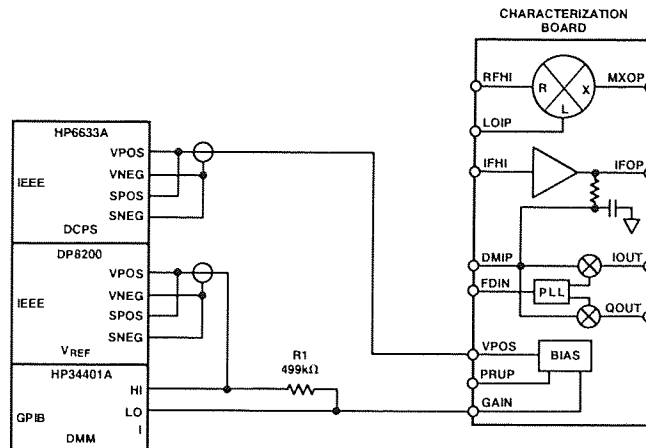 CHARACTERIZATION
BOARD
RFHI
R
X
L
MXOP
LOIP
IFHI
IFOP
DMIP
IOUT
FDIN
PLL
QOUT
VPOS
BIAS
PRUP
GAIN
HP6633A
VPOS
IEEE
VNEG
SPOS
SNEG
DCPS
DP8200
VPOS
IEEE
VNEG
SPOS
SNEG
VREF
HP34401A
HI
GPIB
LO
I
DMM
R1
499kΩ